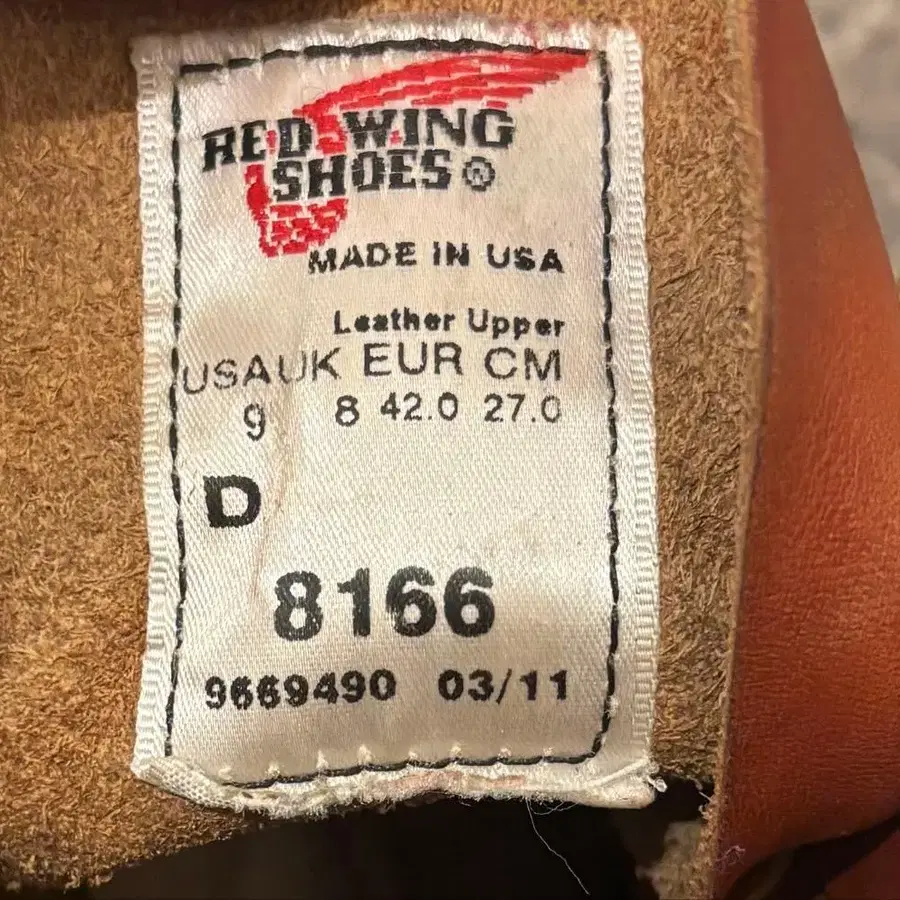 RED WING
SHOES®
MADE IN USA
Leather Upper
USA UK EUR CM
9 8 42.0 27.0
D
8166
9669490 03/11